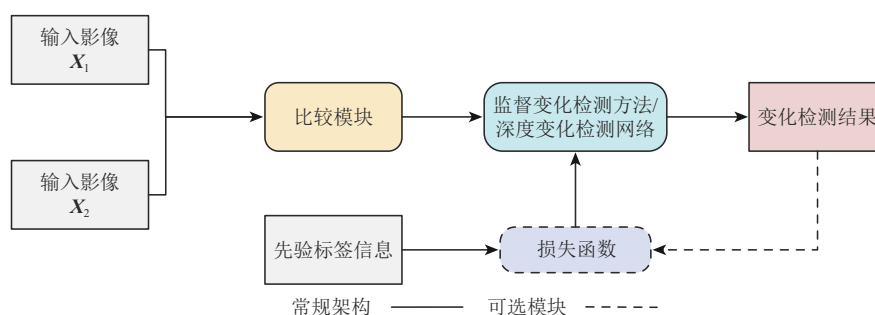 输入影像
X₁
输入影像
X₂
比较模块
监督变化检测方法/
深度变化检测网络
变化检测结果
先验标签信息
损失函数
常规架构
可选模块